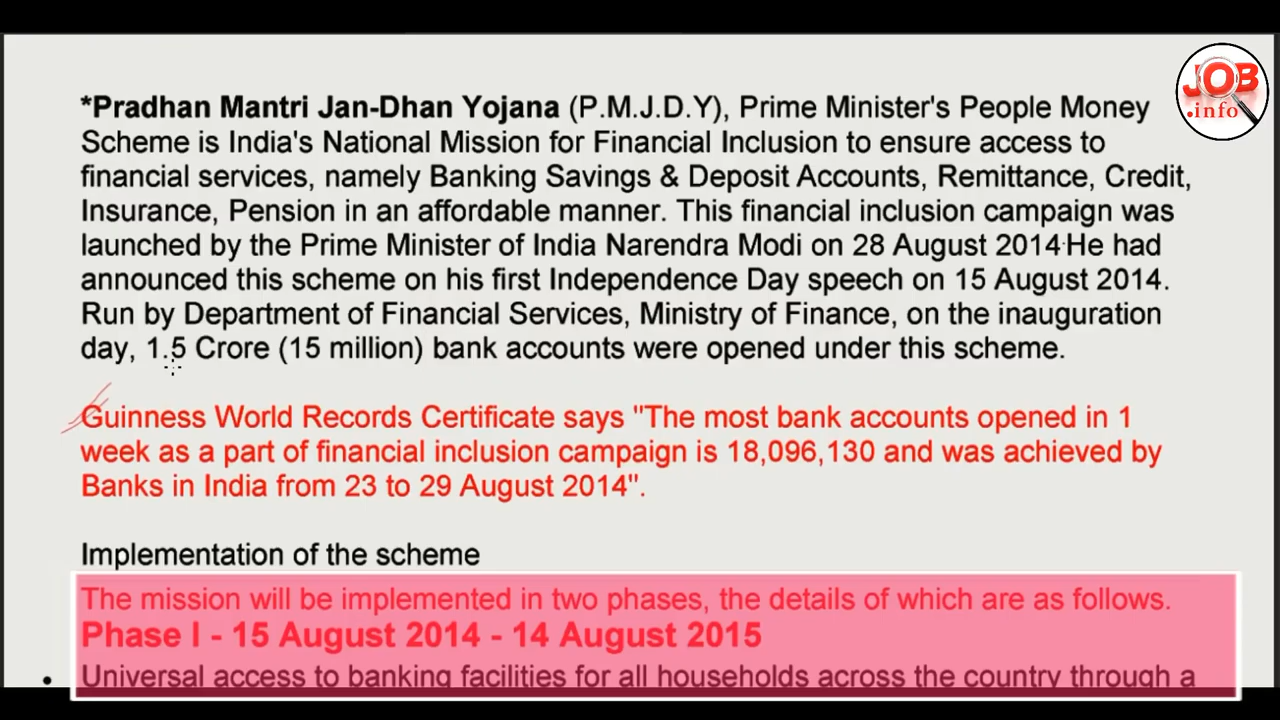 JOB
.info
*Pradhan Mantri Jan-Dhan Yojana (P.M.J.D.Y), Prime Minister's People Money
Scheme is India's National Mission for Financial Inclusion to ensure access to
financial services, namely Banking Savings & Deposit Accounts, Remittance, Credit,
Insurance, Pension in an affordable manner. This financial inclusion campaign was
launched by the Prime Minister of India Narendra Modi on 28 August 2014 He had
announced this scheme on his first Independence Day speech on 15 August 2014.
Run by Department of Financial Services, Ministry of Finance, on the inauguration
day, 1.5 Crore (15 million) bank accounts were opened under this scheme.
Guinness World Records Certificate says "The most bank accounts opened in 1
week as a part of financial inclusion campaign is 18,096,130 and was achieved by
Banks in India from 23 to 29 August 2014".
Implementation of the scheme
The mission will be implemented in two phases, the details of which are as follows.
Phase I - 15 August 2014 - 14 August 2015
• Universal access to banking facilities for all households across the country through a